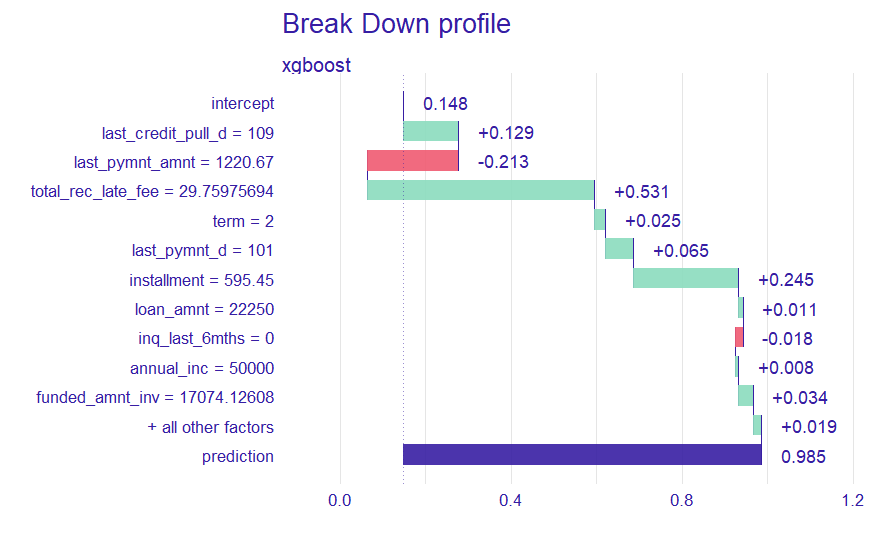 Break Down profile
xgboost
intercept 0.148
last_credit_pull_d = 109 +0.129
last_pymnt_amnt = 1220.67 -0.213
total_rec_late_fee = 29.75975694 +0.531
term = 2 +0.025
last_pymnt_d = 101 +0.065
installment = 595.45 +0.245
loan_amnt = 22250 +0.011
inq_last_6mths = 0 -0.018
annual_inc = 50000 +0.008
funded_amnt_inv = 17074.12608 +0.034
+ all other factors +0.019
prediction 0.985
0.0 0.4 0.8 1.2